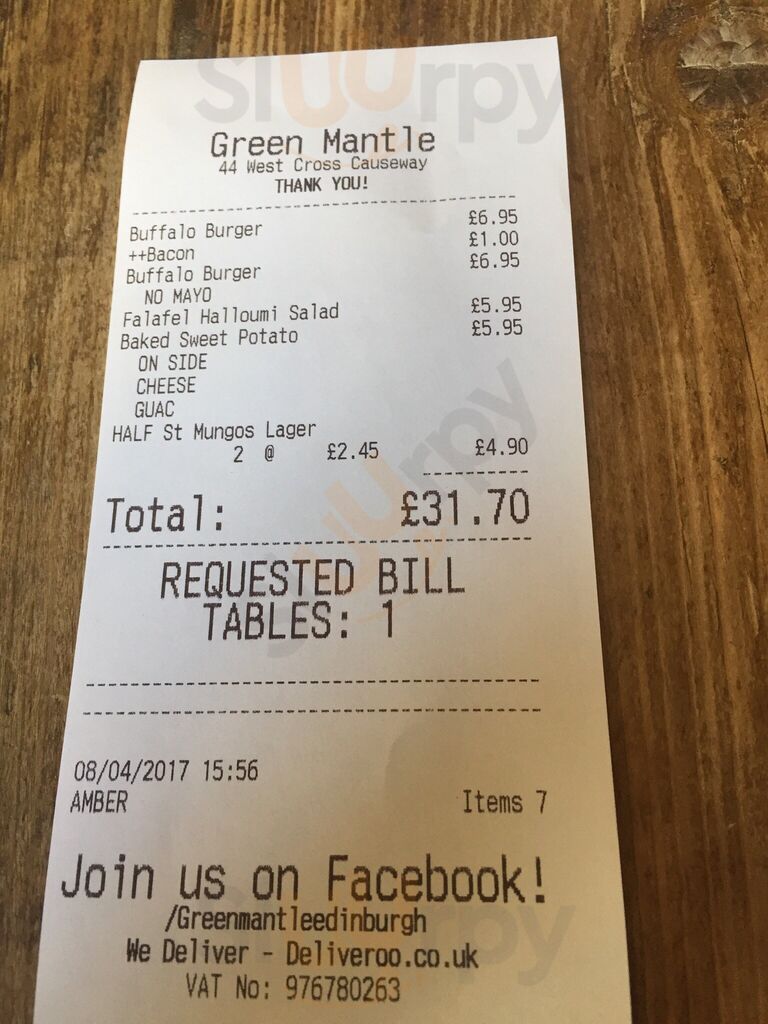 Sluurpy
Green Mantle
44 West Cross Causeway
THANK YOU!
Buffalo Burger £6.95
++Bacon £1.00
Buffalo Burger £6.95
NO MAYO
Falafel Halloumi Salad £5.95
Baked Sweet Potato £5.95
ON SIDE
CHEESE
GUAC
HALF St Mungos Lager
2 @ £2.45 £4.90
Sluurpy
Total: £31.70
REQUESTED BILL
TABLES: 1
08/04/2017 15:56
AMBER Items 7
Join us on Facebook!
/Greenmantleedinburgh
We Deliver - Deliveroo.co.uk
VAT No: 976780263